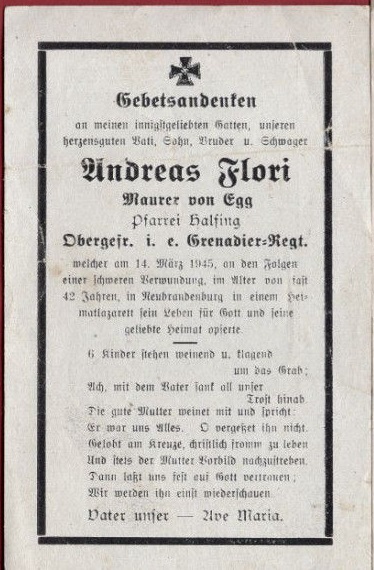 Gebetsandenken
an meinen innigstgeliebten Gatten, unseren
herzensguten Vati, Sohn, Bruder u. Schwager
Andreas Flori
Maurer von Egg
Pfarrei Halfing
Obergefr. i. e. Grenadier=Regt.
welcher am 14. März 1945, an den Folgen
einer schweren Verwundung, im Alter von fast
42 Jahren, in Neubrandenburg in einem Hei-
matlazarett sein Leben für Gott und seine
geliebte Heimat opferte.
6 Kinder stehen weinend u. klagend
um das Grab;
Ach, mit dem Vater sank all unser
Trost hinab.
Die gute Mutter weinet mit und spricht:
Er war uns Alles. O vergeßet ihn nicht.
Gelobt am Kreuze, christlich fromm zu leben
Und stets der Mutter Vorbild nachzustreben.
Dann laßt uns fest auf Gott vertrauen;
Wir werden ihn einst wiederschauen.
Vater unser — Ave Maria.